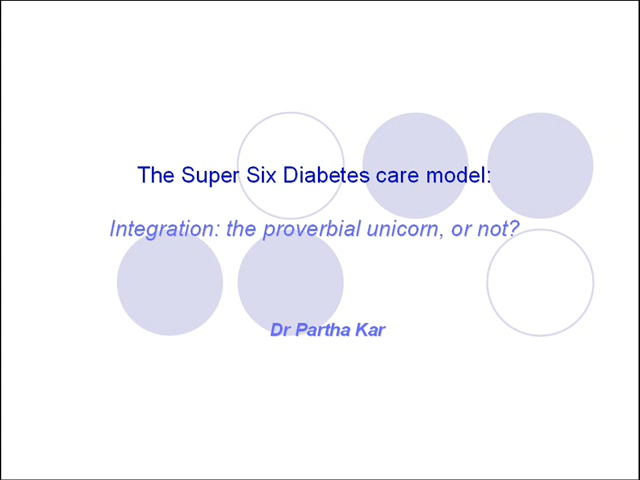 The Super Six Diabetes care model:
Integration: the proverbial unicorn, or not?
Dr Partha Kar